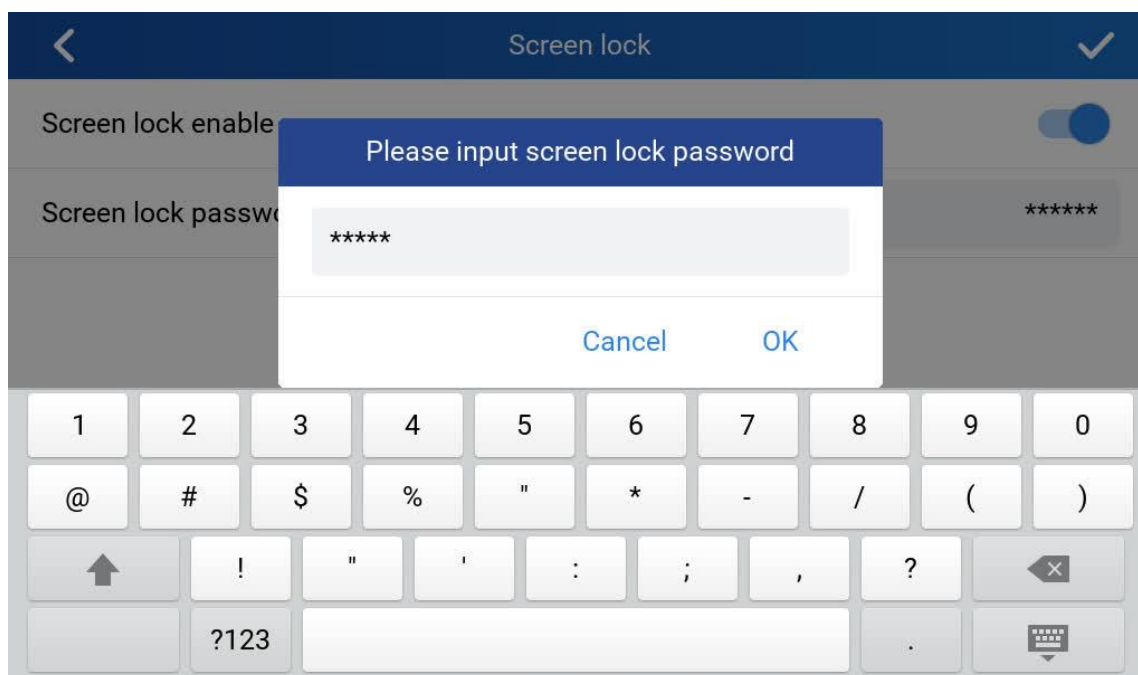 Screen lock
Screen lock enable
Please input screen lock password
Screen lock passwo
******
*****
Cancel OK
1 2 3 4 5 6 7 8 9 0
@ # $ % " * - / ( )
! " ' : ; , ?
?123 .